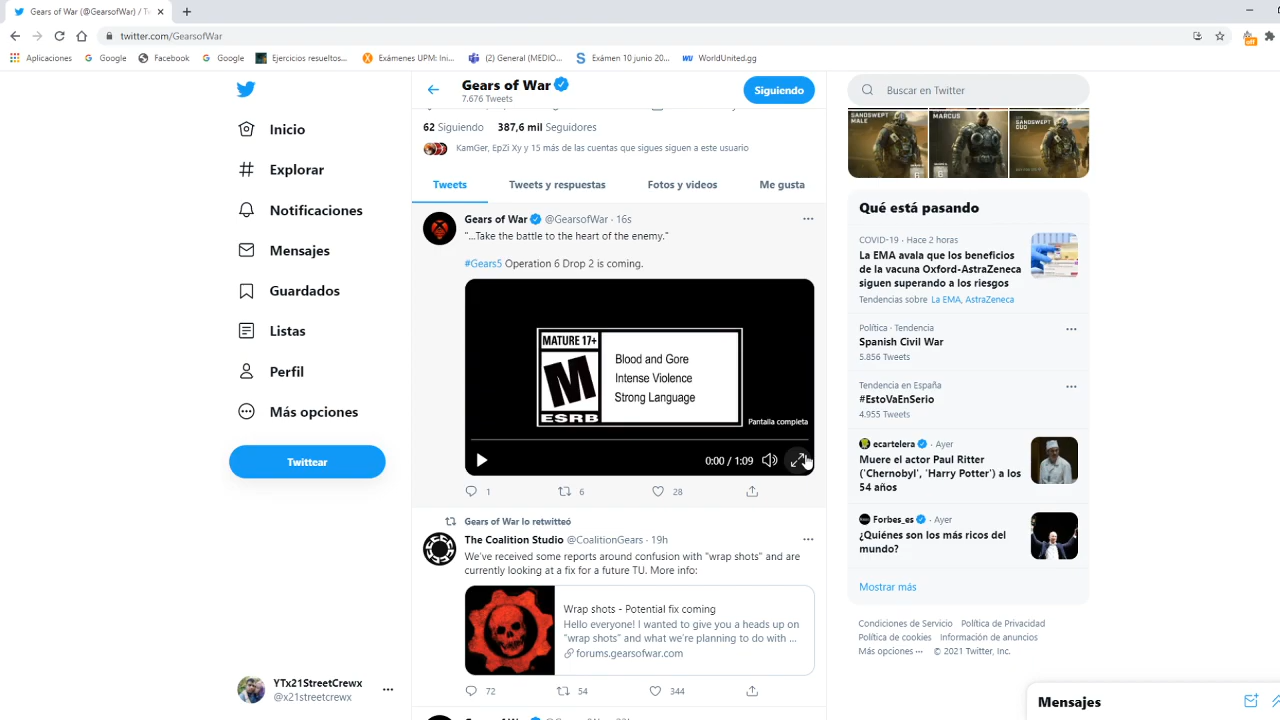 Gears of War (@GearsofWar) / T
twitter.com/GearsofWar
Aplicaciones
Google
Facebook
Google
Ejercicios resueltos...
Exámenes UPM: Ini...
(2) General (MEDIO...
Exámen 10 junio 20...
WorldUnited.gg
off
Inicio
Explorar
Notificaciones
Mensajes
Guardados
Listas
Perfil
Más opciones
Twittear
YTx21StreetCrewx
@x21streetcrewx
Gears of War
7.676 Tweets
Siguiendo
62 Siguiendo 387,6 mil Seguidores
KamGer, EpZi Xy y 15 más de las cuentas que sigues siguen a este usuario
Tweets
Tweets y respuestas
Fotos y videos
Me gusta
Gears of War @GearsofWar · 16s
"...Take the battle to the heart of the enemy."
#Gears5 Operation 6 Drop 2 is coming.
MATURE 17+
M
ESRB
Blood and Gore
Intense Violence
Strong Language
Pantalla completa
0:00 / 1:09
1
6
28
Gears of War lo retwitteó
The Coalition Studio @CoalitionGears · 19h
We've received some reports around confusion with "wrap shots" and are
currently looking at a fix for a future TU. More info:
Wrap shots - Potential fix coming
Hello everyone! I wanted to give you a heads up on
"wrap shots" and what we're planning to do with ...
forums.gearsofwar.com
72
54
344
Buscar en Twitter
SANDSWEPT
MALE
MARCUS
SANDSWEPT
DUO
Qué está pasando
COVID-19 · Hace 2 horas
La EMA avala que los beneficios
de la vacuna Oxford-AstraZeneca
siguen superando a los riesgos
Tendencias sobre La EMA, AstraZeneca
Política · Tendencia
Spanish Civil War
5.856 Tweets
Tendencia en España
#EstoVaEnSerio
4.955 Tweets
ecartelera · Ayer
Muere el actor Paul Ritter
('Chernobyl', 'Harry Potter') a los
54 años
Forbes_es · Ayer
¿Quiénes son los más ricos del
mundo?
Mostrar más
Condiciones de Servicio Política de Privacidad
Política de cookies Información de anuncios
Más opciones ··· © 2021 Twitter, Inc.
Mensajes